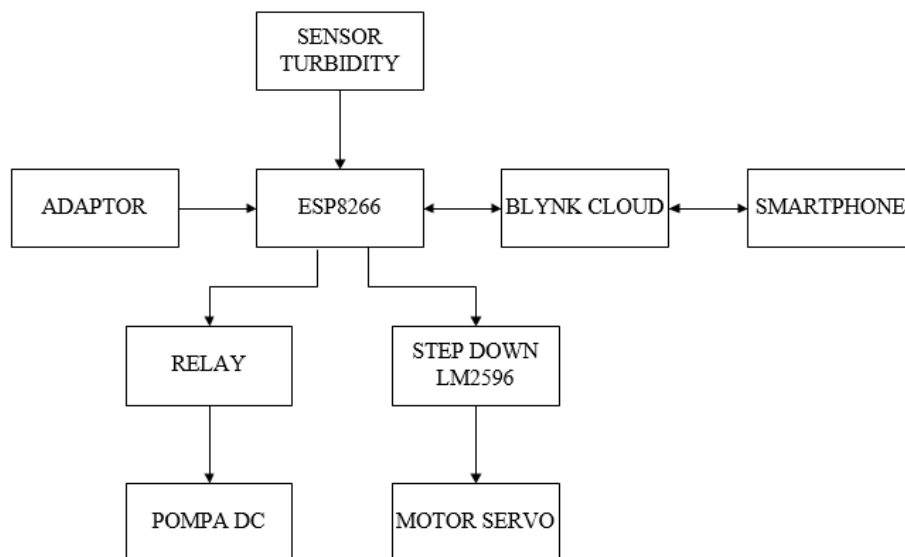 SENSOR
TURBIDITY
ADAPTOR
ESP8266
BLYNK CLOUD
SMARTPHONE
RELAY
STEP DOWN
LM2596
POMPA DC
MOTOR SERVO